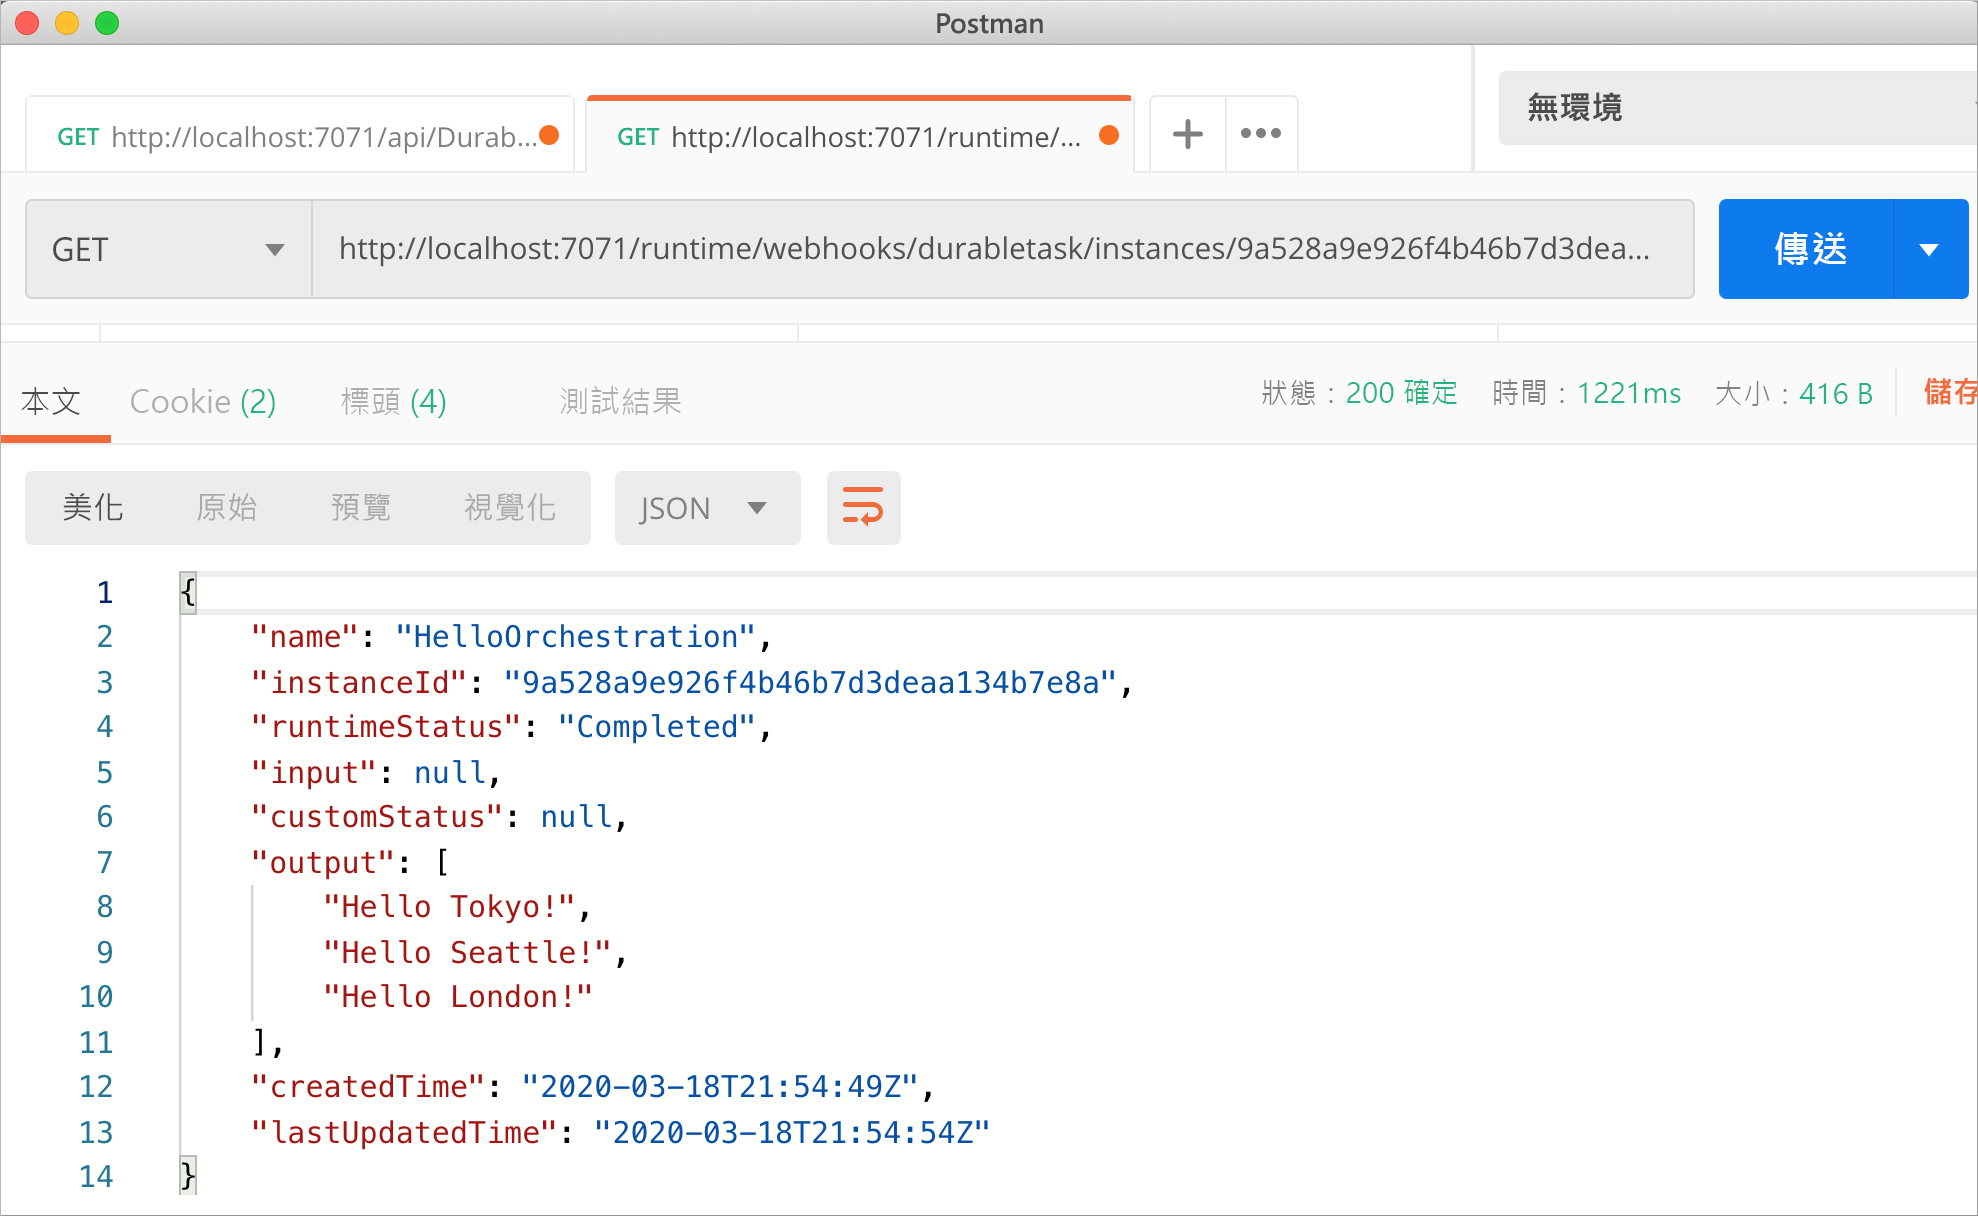 Postman
GET http://localhost:7071/api/Durab...
GET http://localhost:7071/runtime/...
無環境
GET
http://localhost:7071/runtime/webhooks/durabletask/instances/9a528a9e926f4b46b7d3dea...
傳送
本文 Cookie (2) 標頭 (4) 測試結果
狀態：200 確定 時間：1221ms 大小：416 B 儲存
美化 原始 預覽 視覺化 JSON
1 {
2 "name": "HelloOrchestration",
3 "instanceId": "9a528a9e926f4b46b7d3deaa134b7e8a",
4 "runtimeStatus": "Completed",
5 "input": null,
6 "customStatus": null,
7 "output": [
8 "Hello Tokyo!",
9 "Hello Seattle!",
10 "Hello London!"
11 ],
12 "createdTime": "2020-03-18T21:54:49Z",
13 "lastUpdatedTime": "2020-03-18T21:54:54Z"
14 }